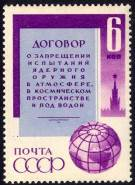 6
КОП
ДОГОВОР
О ЗАПРЕЩЕНИИ
ИСПЫТАНИЙ
ЯДЕРНОГО
ОРУЖИЯ
В АТМОСФЕРЕ,
В КОСМИЧЕСКОМ
ПРОСТРАНСТВЕ
И ПОД ВОДОЙ
ПОЧТА
СССР